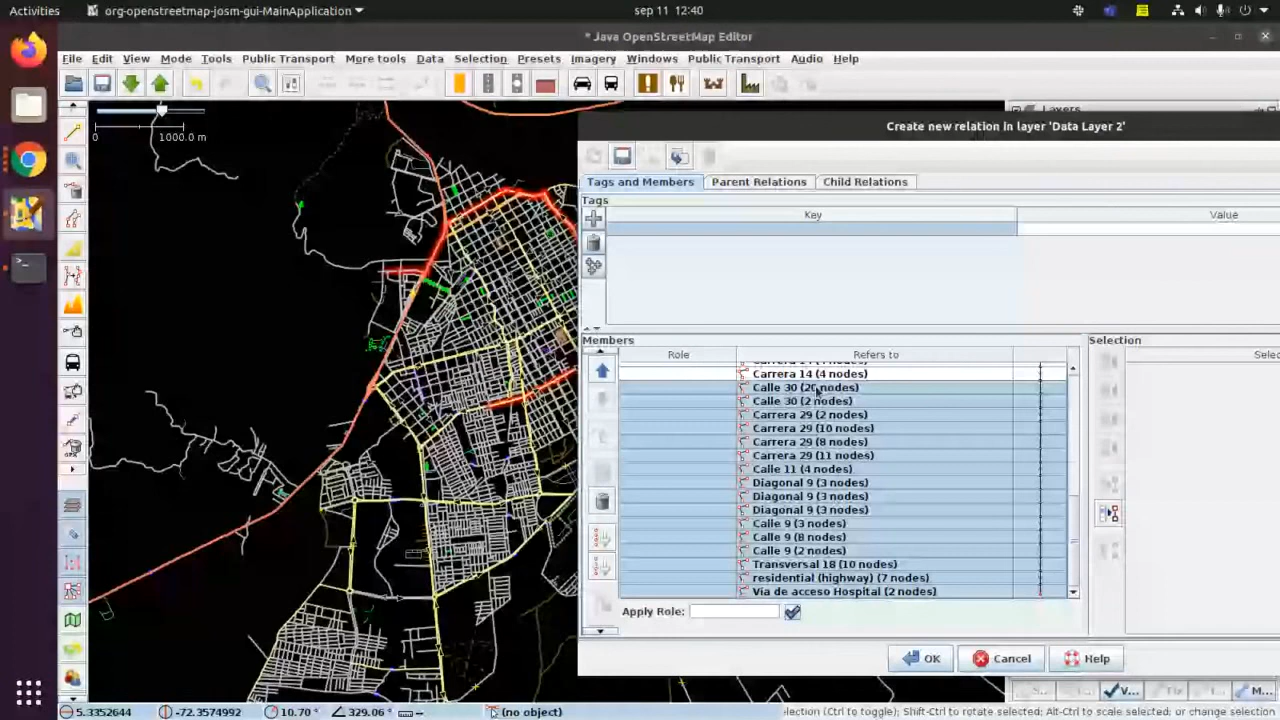 Activities
org-openstreetmap-josm-gui-MainApplication
sep 11 12:40
* Java OpenStreetMap Editor
File Edit View Mode Tools Public Transport More tools Data Selection Presets Imagery Windows Public Transport Audio Help
0
1000.0 m
Layers
Create new relation in layer 'Data Layer 2'
Tags and Members
Parent Relations
Child Relations
Tags
Key
Value
Members
Selection
Role
Refers to
Carrera 14 (4 nodes)
Calle 30 (26 nodes)
Calle 30 (2 nodes)
Carrera 29 (2 nodes)
Carrera 29 (10 nodes)
Carrera 29 (8 nodes)
Carrera 29 (11 nodes)
Calle 11 (4 nodes)
Diagonal 9 (3 nodes)
Diagonal 9 (3 nodes)
Diagonal 9 (3 nodes)
Calle 9 (3 nodes)
Calle 9 (8 nodes)
Calle 9 (2 nodes)
Transversal 18 (10 nodes)
residential (highway) (7 nodes)
Via de acceso Hospital (2 nodes)
Apply Role:
OK
Cancel
Help
M...
5.3352644
-72.3574992
10.70 °
329.06 °
--
(no object)
election (Ctrl to toggle); Shift-Ctrl to rotate selected; Alt-Ctrl to scale selected; or change selection